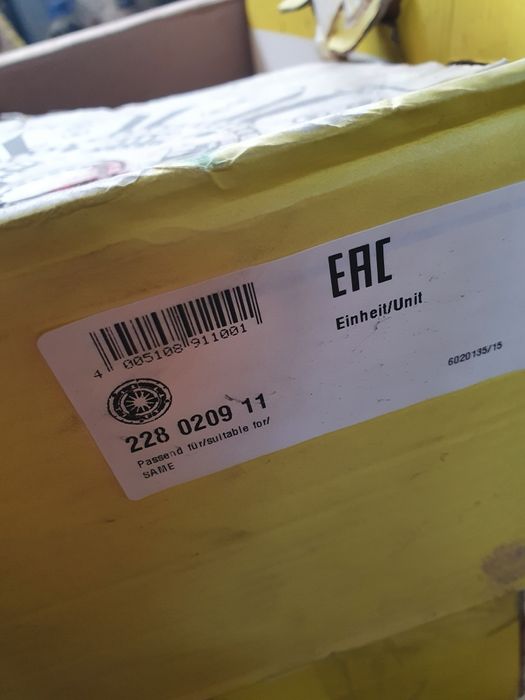 EAC
Einheit/Unit
4 005108 911001
6020135/15
228 0209 11
Passend für/suitable for/
SAME